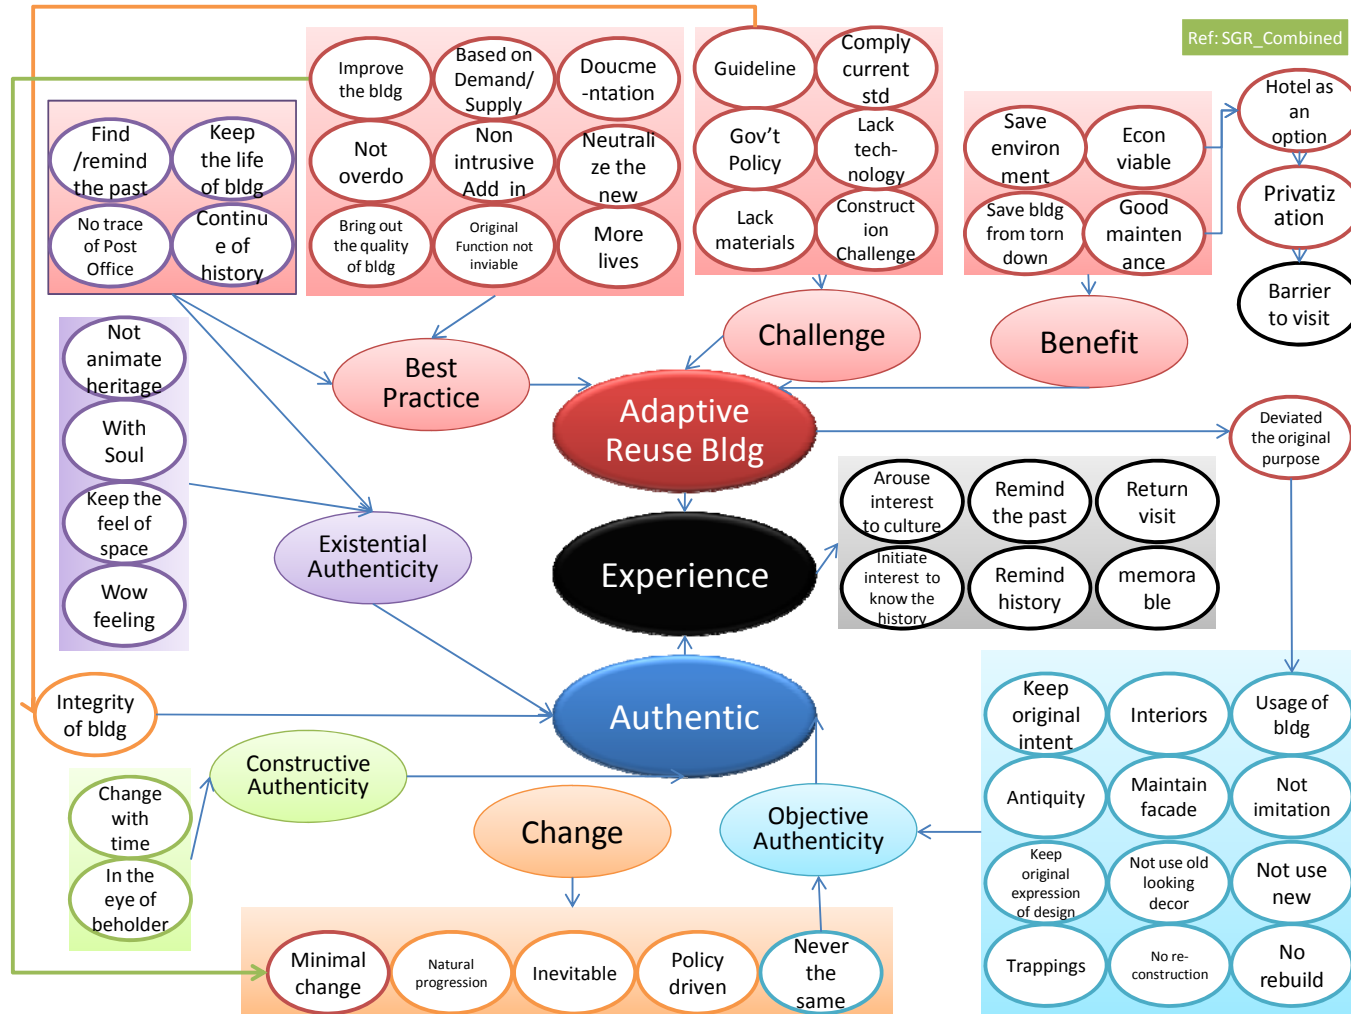 Ref: SGR_Combined
Improve
the bldg
Based on
Demand/
Supply
Doucme
-ntation
Not
overdo
Non
intrusive
Add in
Neutrali
ze the
new
Bring out
the quality
of bldg
Original
Function not
inviable
More
lives
Guideline
Comply
current
std
Gov't
Policy
Lack
tech-
nology
Lack
materials
Construct
ion
Challenge
Save
environ
ment
Econ
viable
Save bldg
from torn
down
Good
mainten
ance
Hotel as
an
option
Privatiz
ation
Barrier
to visit
Find
/remind
the past
Keep
the life
of bldg
No trace
of Post
Office
Continu
e of
history
Not
animate
heritage
With
Soul
Keep the
feel of
space
Wow
feeling
Best
Practice
Challenge
Benefit
Adaptive
Reuse Bldg
Deviated
the original
purpose
Existential
Authenticity
Experience
Arouse
interest
to culture
Remind
the past
Return
visit
Initiate
interest to
know the
history
Remind
history
memora
ble
Integrity
of bldg
Authentic
Constructive
Authenticity
Change
with
time
In the
eye of
beholder
Change
Objective
Authenticity
Keep
original
intent
Interiors
Usage of
bldg
Antiquity
Maintain
facade
Not
imitation
Keep
original
expression
of design
Not use old
looking
decor
Not use
new
Trappings
No re-
construction
No
rebuild
Minimal
change
Natural
progression
Inevitable
Policy
driven
Never
the
same